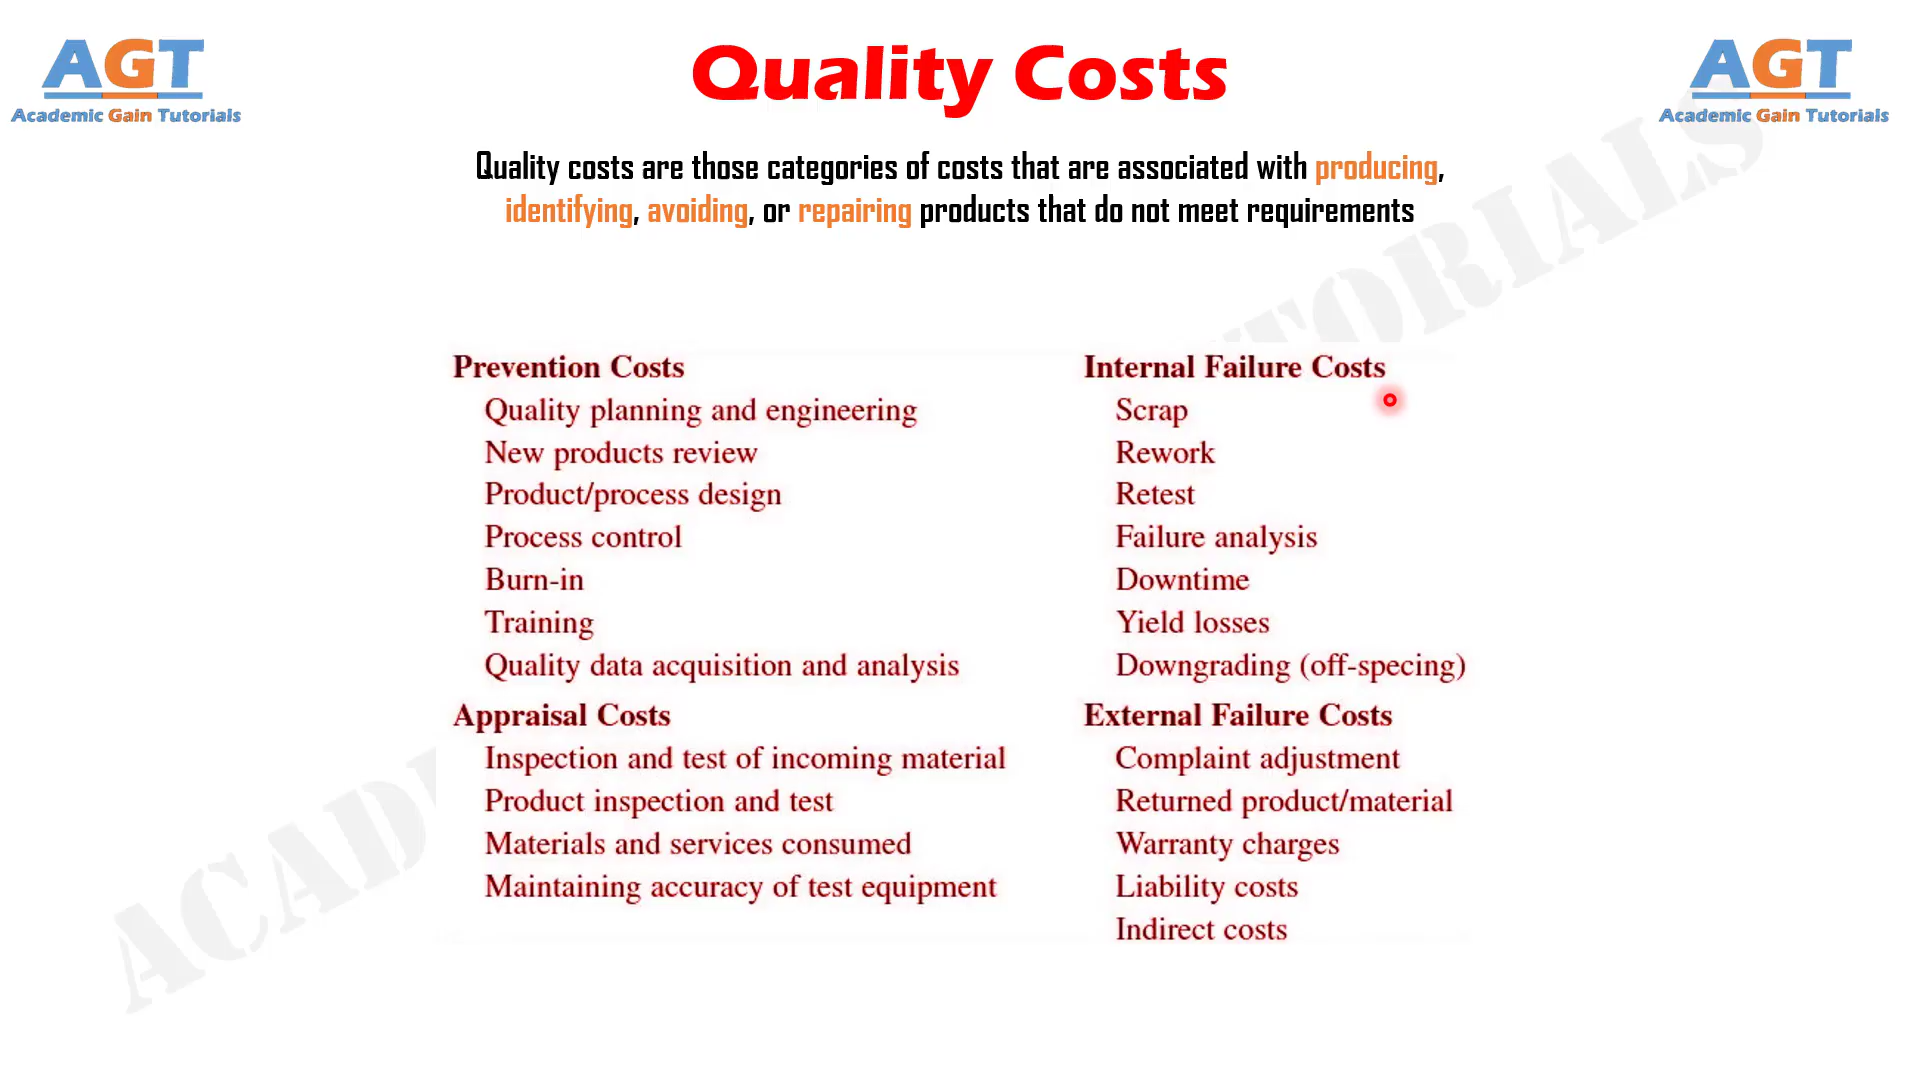 AGT
Academic Gain Tutorials
Quality Costs
AGT
Academic Gain Tutorials
Quality costs are those categories of costs that are associated with producing,
identifying, avoiding, or repairing products that do not meet requirements
Prevention Costs
Quality planning and engineering
New products review
Product/process design
Process control
Burn-in
Training
Quality data acquisition and analysis
Appraisal Costs
Inspection and test of incoming material
Product inspection and test
Materials and services consumed
Maintaining accuracy of test equipment
Internal Failure Costs
Scrap
Rework
Retest
Failure analysis
Downtime
Yield losses
Downgrading (off-specing)
External Failure Costs
Complaint adjustment
Returned product/material
Warranty charges
Liability costs
Indirect costs